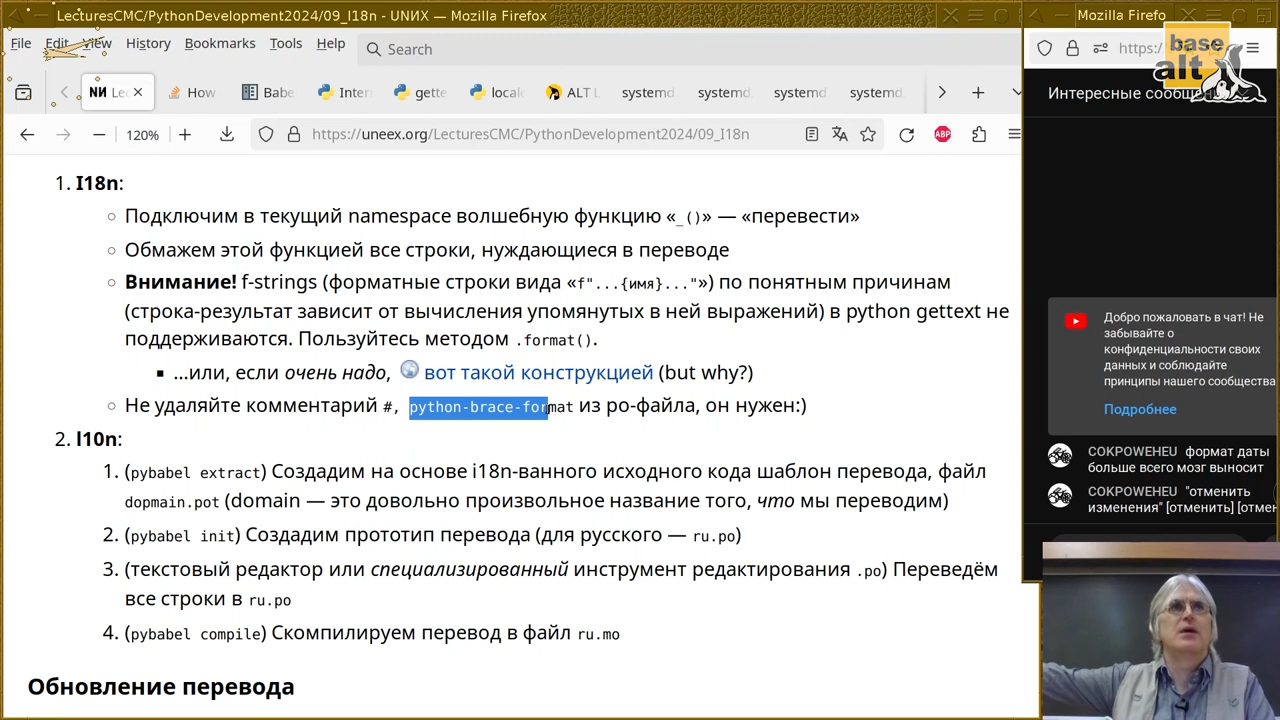 LecturesCMC/PythonDevelopment2024/09_I18n - UNИX — Mozilla Firefox
Mozilla Firefo
File Edit View History Bookmarks Tools Help
Search
https:/
base
alt
Lec
How
Babe
Inter
gette
locale
ALT L
systemd
systemd.
systemd.
systemd.
Интересные сообщ
120%
https://uneex.org/LecturesCMC/PythonDevelopment2024/09_I18n
ABP
1. I18n:
Подключим в текущий namespace волшебную функцию «_()» — «перевести»
Обмажем этой функцией все строки, нуждающиеся в переводе
Внимание! f-strings (форматные строки вида «f"...{имя}..."») по понятным причинам
(строка-результат зависит от вычисления упомянутых в ней выражений) в python gettext не
поддерживаются. Пользуйтесь методом .format().
…или, если очень надо, вот такой конструкцией (but why?)
Не удаляйте комментарий #, python-brace-format из po-файла, он нужен:)
2. l10n:
1. (pybabel extract) Создадим на основе i18n-ванного исходного кода шаблон перевода, файл
dopmain.pot (domain — это довольно произвольное название того, что мы переводим)
2. (pybabel init) Создадим прототип перевода (для русского — ru.po)
3. (текстовый редактор или специализированный инструмент редактирования .po) Переведём
все строки в ru.po
4. (pybabel compile) Скомпилируем перевод в файл ru.mo
Обновление перевода
Добро пожаловать в чат! Не
забывайте о
конфиденциальности своих
данных и соблюдайте
принципы нашего сообщества
Подробнее
COKPOWEHEU формат даты
больше всего мозг выносит
COKPOWEHEU "отменить
изменения" [отменить] [отмен